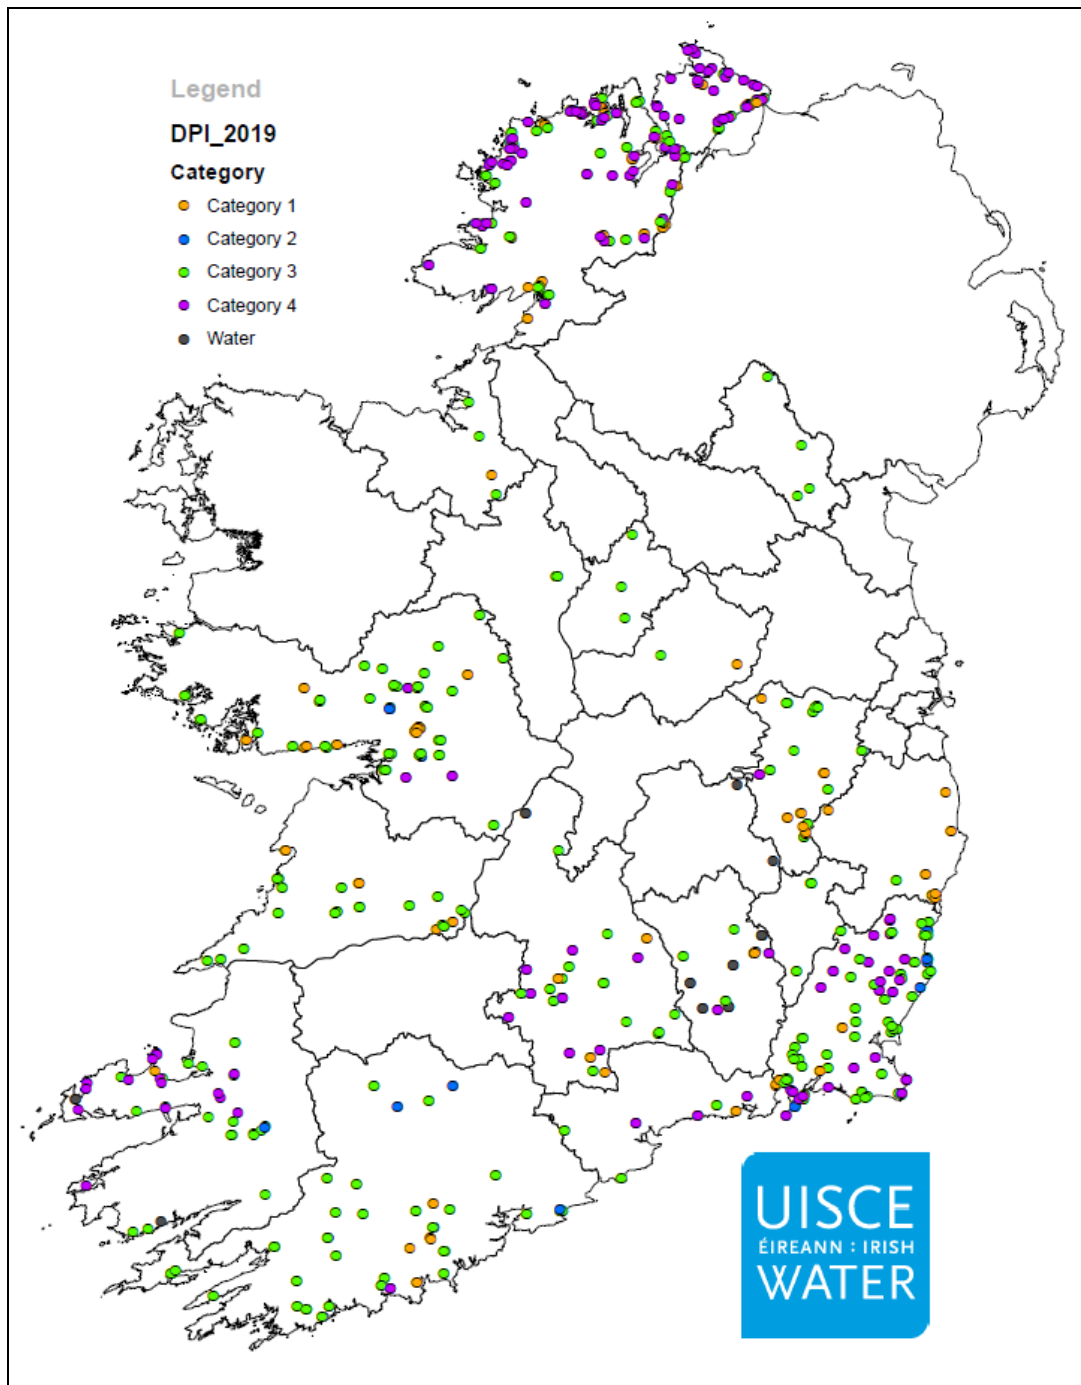 Legend
DPI_2019
Category
Category 1
Category 2
Category 3
Category 4
Water
UISCE
ÉIREANN : IRISH
WATER